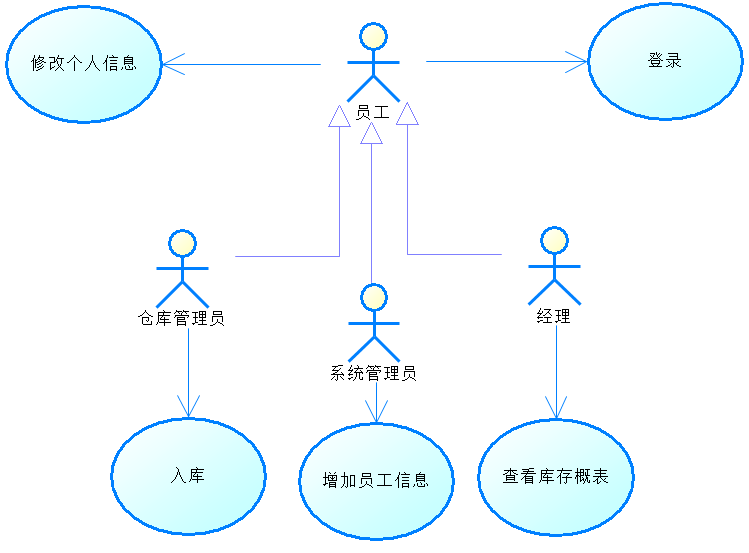 修改个人信息
登录
员工
仓库管理员
经理
系统管理员
入库
增加员工信息
查看库存概表